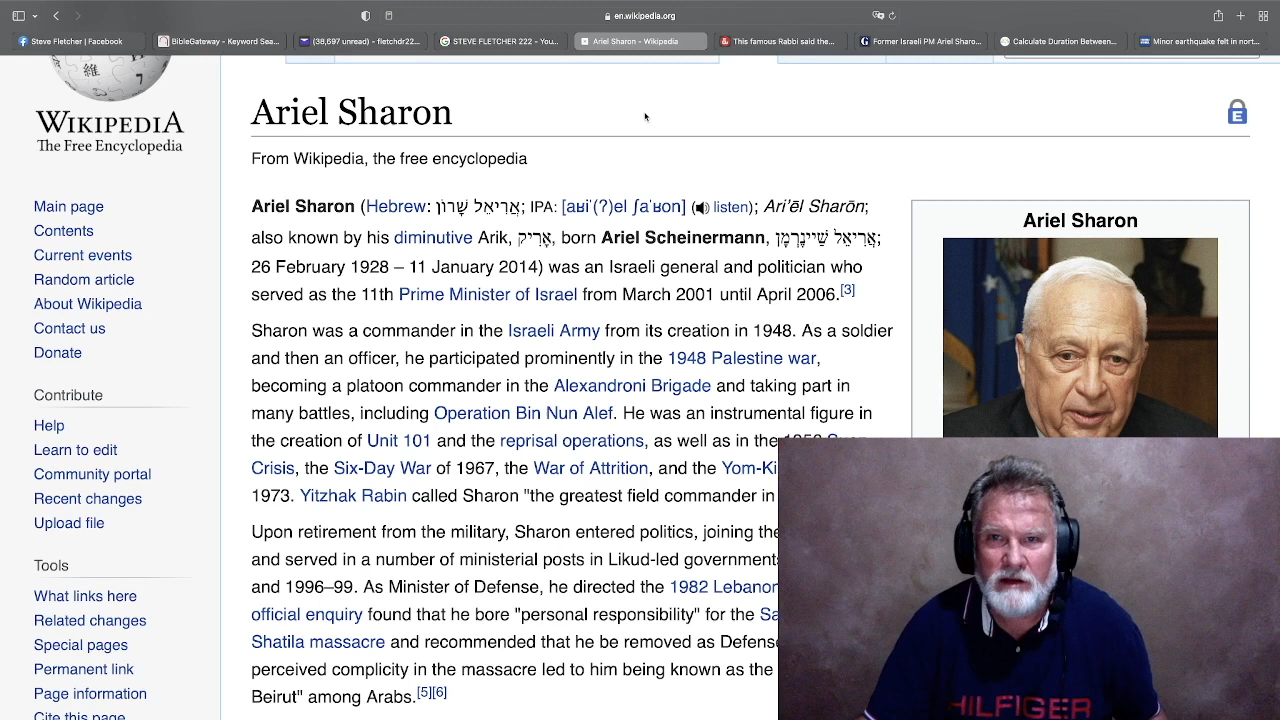 en.wikipedia.org
Steve Fletcher | Facebook
BibleGateway - Keyword Sea...
(38,697 unread) - fletchdr22...
STEVE FLETCHER 222 - You...
Ariel Sharon - Wikipedia
This famous Rabbi said the...
Former Israeli PM Ariel Sharo...
Calculate Duration Between...
Minor earthquake felt in nort...
WIKIPEDIA
The Free Encyclopedia
Main page
Contents
Current events
Random article
About Wikipedia
Contact us
Donate
Contribute
Help
Learn to edit
Community portal
Recent changes
Upload file
Tools
What links here
Related changes
Special pages
Permanent link
Page information
Cite this page
Ariel Sharon
E
From Wikipedia, the free encyclopedia
Ariel Sharon (Hebrew: אֲרִיאֵל שָׁרוֹן; IPA: [aʁiˈ(ʔ)el ʃaˈʁon] (listen); Ari'ēl Sharōn;
also known by his diminutive Arik, אָרִיק, born Ariel Scheinermann, אֲרִיאֵל שַׁיינֶרְמָן;
26 February 1928 – 11 January 2014) was an Israeli general and politician who
served as the 11th Prime Minister of Israel from March 2001 until April 2006.[3]
Sharon was a commander in the Israeli Army from its creation in 1948. As a soldier
and then an officer, he participated prominently in the 1948 Palestine war,
becoming a platoon commander in the Alexandroni Brigade and taking part in
many battles, including Operation Bin Nun Alef. He was an instrumental figure in
the creation of Unit 101 and the reprisal operations, as well as in the
Crisis, the Six-Day War of 1967, the War of Attrition, and the Yom-Ki
1973. Yitzhak Rabin called Sharon "the greatest field commander in
Upon retirement from the military, Sharon entered politics, joining the
and served in a number of ministerial posts in Likud-led governments
and 1996–99. As Minister of Defense, he directed the 1982 Lebanon
official enquiry found that he bore "personal responsibility" for the Sa
Shatila massacre and recommended that he be removed as Defens
perceived complicity in the massacre led to him being known as the
Beirut" among Arabs.[5][6]
Ariel Sharon
HILFIGER